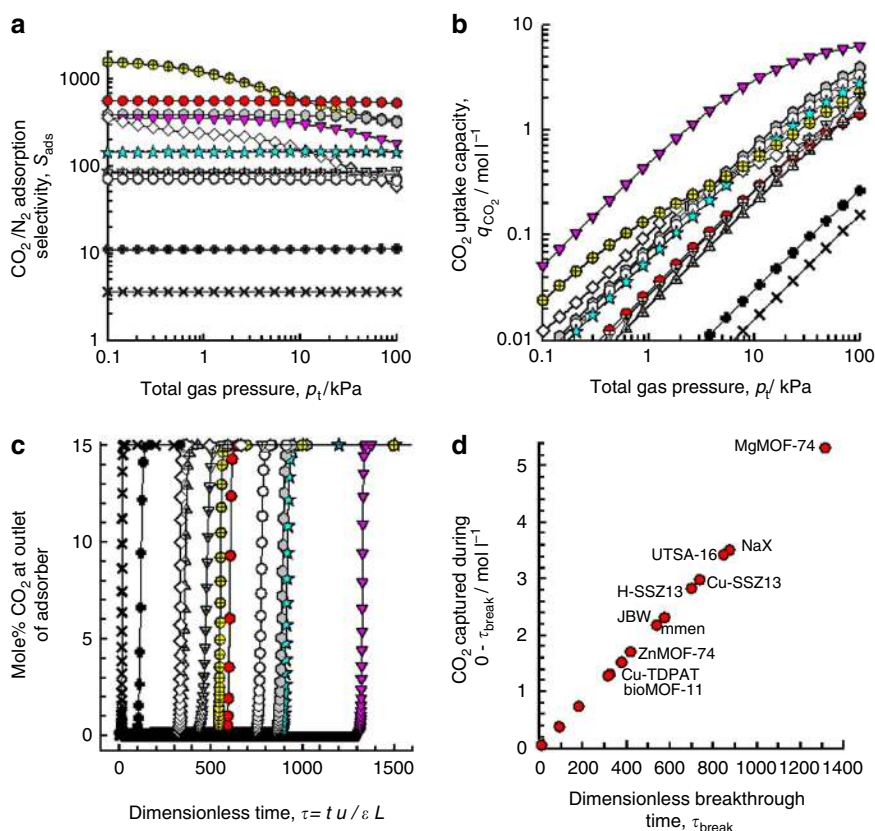 a
CO2/N2 adsorption
selectivity, Sads
1000
100
10
1
0.1
1
10
100
Total gas pressure, pt/kPa
b
CO2 uptake capacity,
qCO2 / mol l−1
10
1
0.1
0.01
0.1
1
10
100
Total gas pressure, pt/ kPa
c
Mole% CO2 at outlet
of adsorber
15
10
5
0
0
500
1000
1500
Dimensionless time, τ= t u / ε L
d
CO2 captured during
0 - τbreak / mol l−1
5
4
3
2
1
0
MgMOF-74
NaX
UTSA-16
Cu-SSZ13
H-SSZ13
JBW
mmen
ZnMOF-74
Cu-TDPAT
bioMOF-11
0
200
400
600
800
1000
1200
1400
Dimensionless breakthrough
time, τbreak